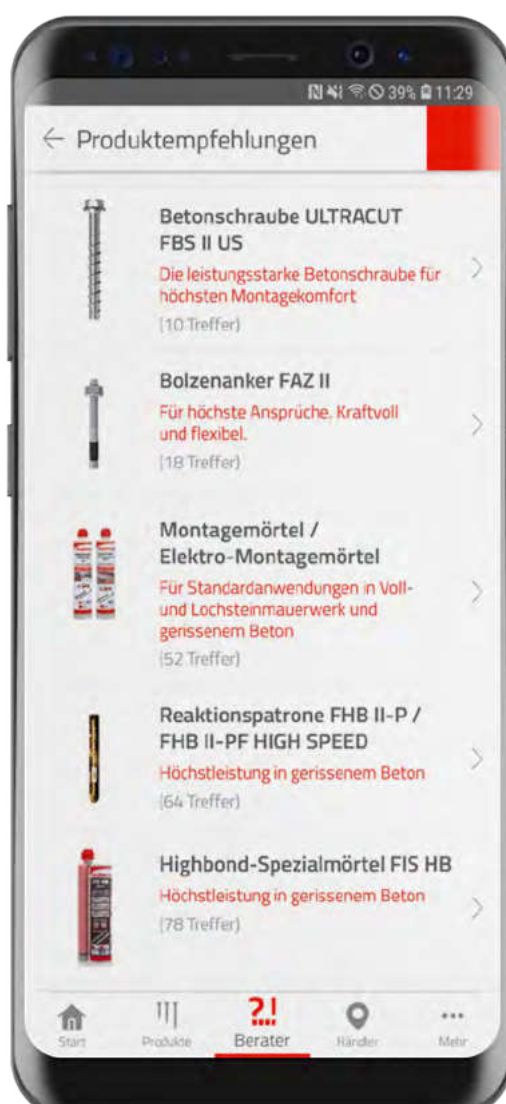 39% 11:29
← Produktempfehlungen
Betonschraube ULTRACUT
FBS II US
Die leistungsstarke Betonschraube für
höchsten Montagekomfort
(10 Treffer)
Bolzenanker FAZ II
Für höchste Ansprüche. Kraftvoll
und flexibel.
(18 Treffer)
Montagemörtel /
Elektro-Montagemörtel
Für Standardanwendungen in Voll-
und Lochsteinmauerwerk und
gerissenem Beton
(52 Treffer)
Reaktionspatrone FHB II-P /
FHB II-PF HIGH SPEED
Höchstleistung in gerissenem Beton
(64 Treffer)
Highbond-Spezialmörtel FIS HB
Höchstleistung in gerissenem Beton
(78 Treffer)
?!
Start Produkte Berater Händler Mehr